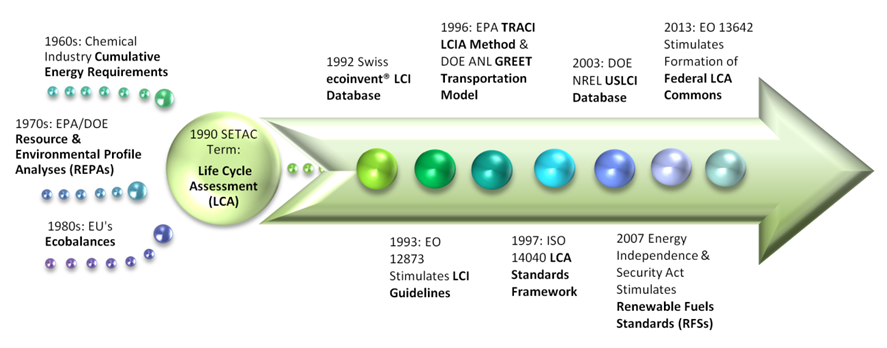 1960s: Chemical
Industry Cumulative
Energy Requirements
1970s: EPA/DOE
Resource &
Environmental Profile
Analyses (REPAs)
1980s: EU's
Ecobalances
1990 SETAC
Term:
Life Cycle
Assessment
(LCA)
1992 Swiss
ecoinvent® LCI
Database
1993: EO
12873
Stimulates LCI
Guidelines
1996: EPA TRACI
LCIA Method &
DOE ANL GREET
Transportation
Model
1997: ISO
14040 LCA
Standards
Framework
2003: DOE
NREL USLCI
Database
2007 Energy
Independence &
Security Act
Stimulates
Renewable Fuels
Standards (RFSs)
2013: EO 13642
Stimulates
Formation of
Federal LCA
Commons